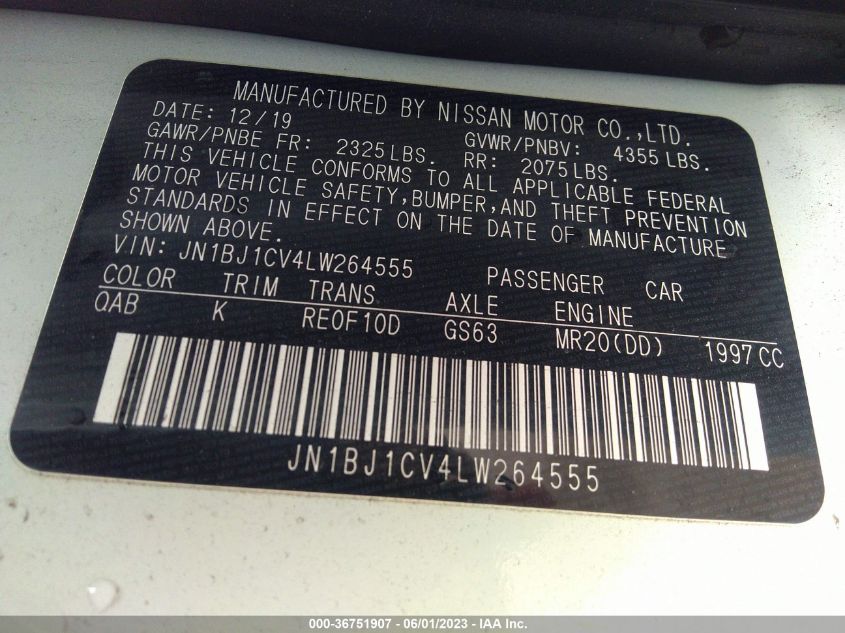 MANUFACTURED BY NISSAN MOTOR CO.,LTD.
DATE: 12/19
GAWR/PNBE FR: 2325LBS. GVWR/PNBV: 4355 LBS.
RR: 2075LBS.
THIS VEHICLE CONFORMS TO ALL APPLICABLE FEDERAL
MOTOR VEHICLE SAFETY,BUMPER,AND THEFT PREVENTION
STANDARDS IN EFFECT ON THE DATE OF MANUFACTURE
SHOWN ABOVE.
VIN: JN1BJ1CV4LW264555 PASSENGER CAR
COLOR TRIM TRANS AXLE ENGINE
QAB K RE0F10D GS63 MR20(DD) 1997CC
JN1BJ1CV4LW264555
000-36751907 - 06/01/2023 - IAA Inc.